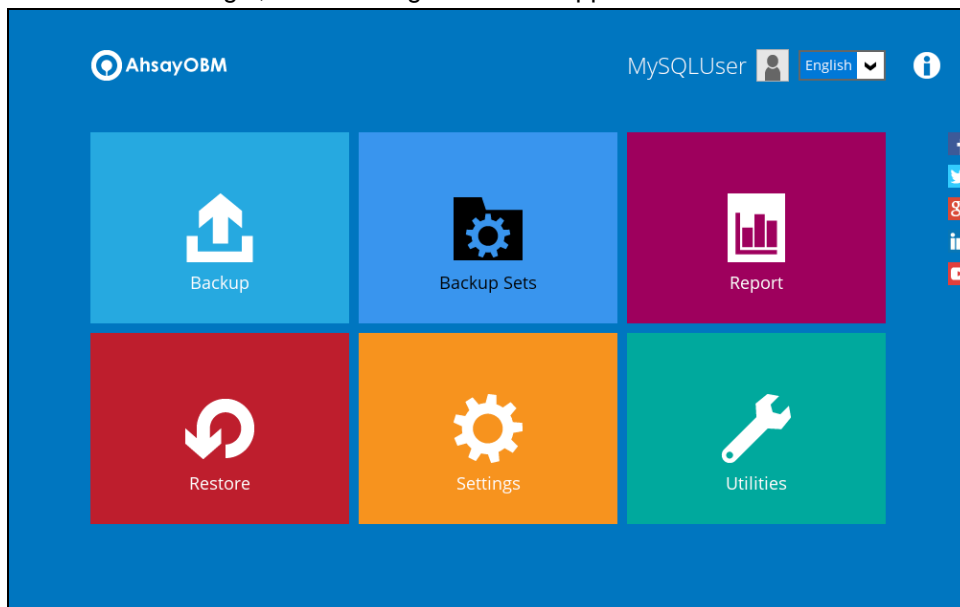 AhsayOBM
MySQLUser
English
Backup
Backup Sets
Report
Restore
Settings
Utilities